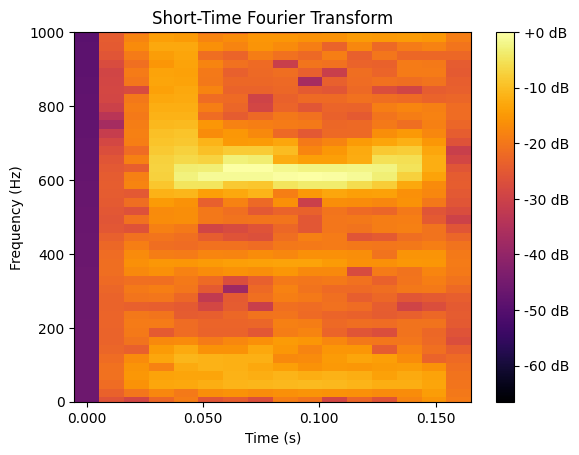 Short-Time Fourier Transform
1000
800
600
400
200
0
Frequency (Hz)
0.000
0.050
0.100
0.150
Time (s)
+0 dB
-10 dB
-20 dB
-30 dB
-40 dB
-50 dB
-60 dB